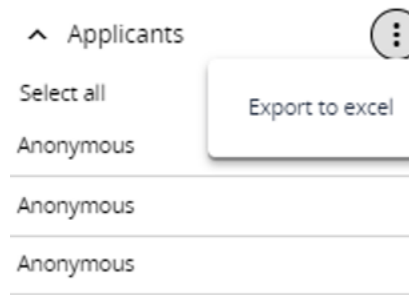 Applicants
Select all
Export to excel
Anonymous
Anonymous
Anonymous